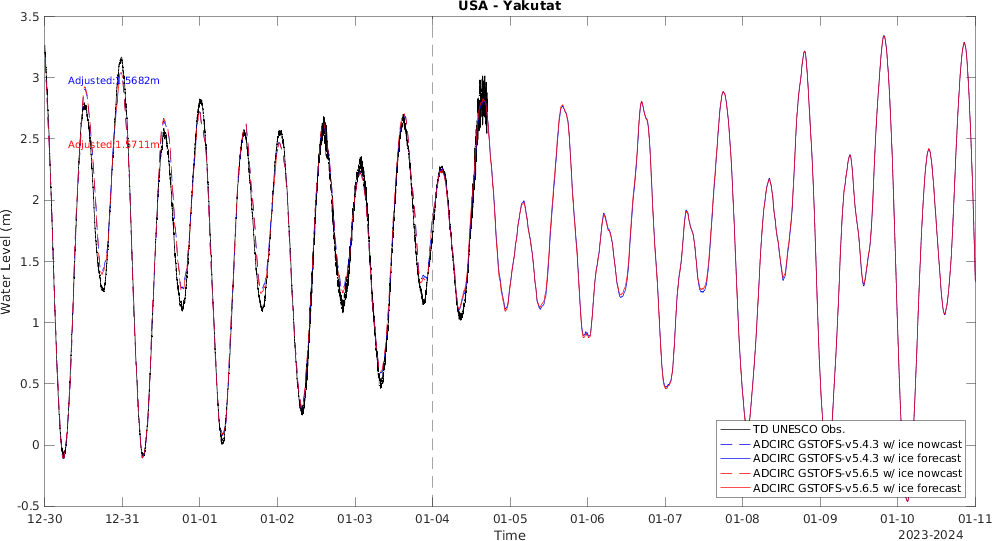 USA - Yakutat
3.5
3
2.5
2
1.5
1
0.5
0
-0.5
Water Level (m)
Adjusted:1.5682m
Adjusted:1.5711m
TD UNESCO Obs.
ADCIRC GSTOFS-v5.4.3 w/ ice nowcast
ADCIRC GSTOFS-v5.4.3 w/ ice forecast
ADCIRC GSTOFS-v5.6.5 w/ ice nowcast
ADCIRC GSTOFS-v5.6.5 w/ ice forecast
12-30 12-31 01-01 01-02 01-03 01-04 01-05 01-06 01-07 01-08 01-09 01-10 01-11
Time
2023-2024